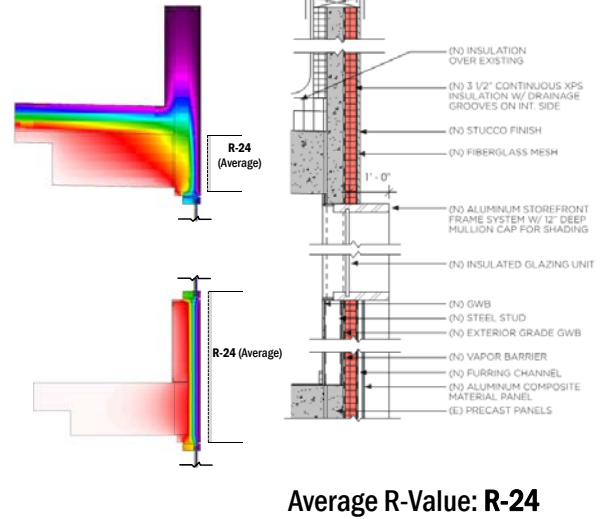 R-24
(Average)
R-24 (Average)
(N) INSULATION
OVER EXISTING
(N) 3 1/2" CONTINUOUS XPS
INSULATION W/ DRAINAGE
GROOVES ON INT. SIDE
(N) STUCCO FINISH
(N) FIBERGLASS MESH
1' - 0"
(N) ALUMINUM STOREFRONT
FRAME SYSTEM W/ 12" DEEP
MULLION CAP FOR SHADING
(N) INSULATED GLAZING UNIT
(N) GWB
(N) STEEL STUD
(N) EXTERIOR GRADE GWB
(N) VAPOR BARRIER
(N) FURRING CHANNEL
(N) ALUMINUM COMPOSITE
MATERIAL PANEL
(E) PRECAST PANELS
Average R-Value: R-24